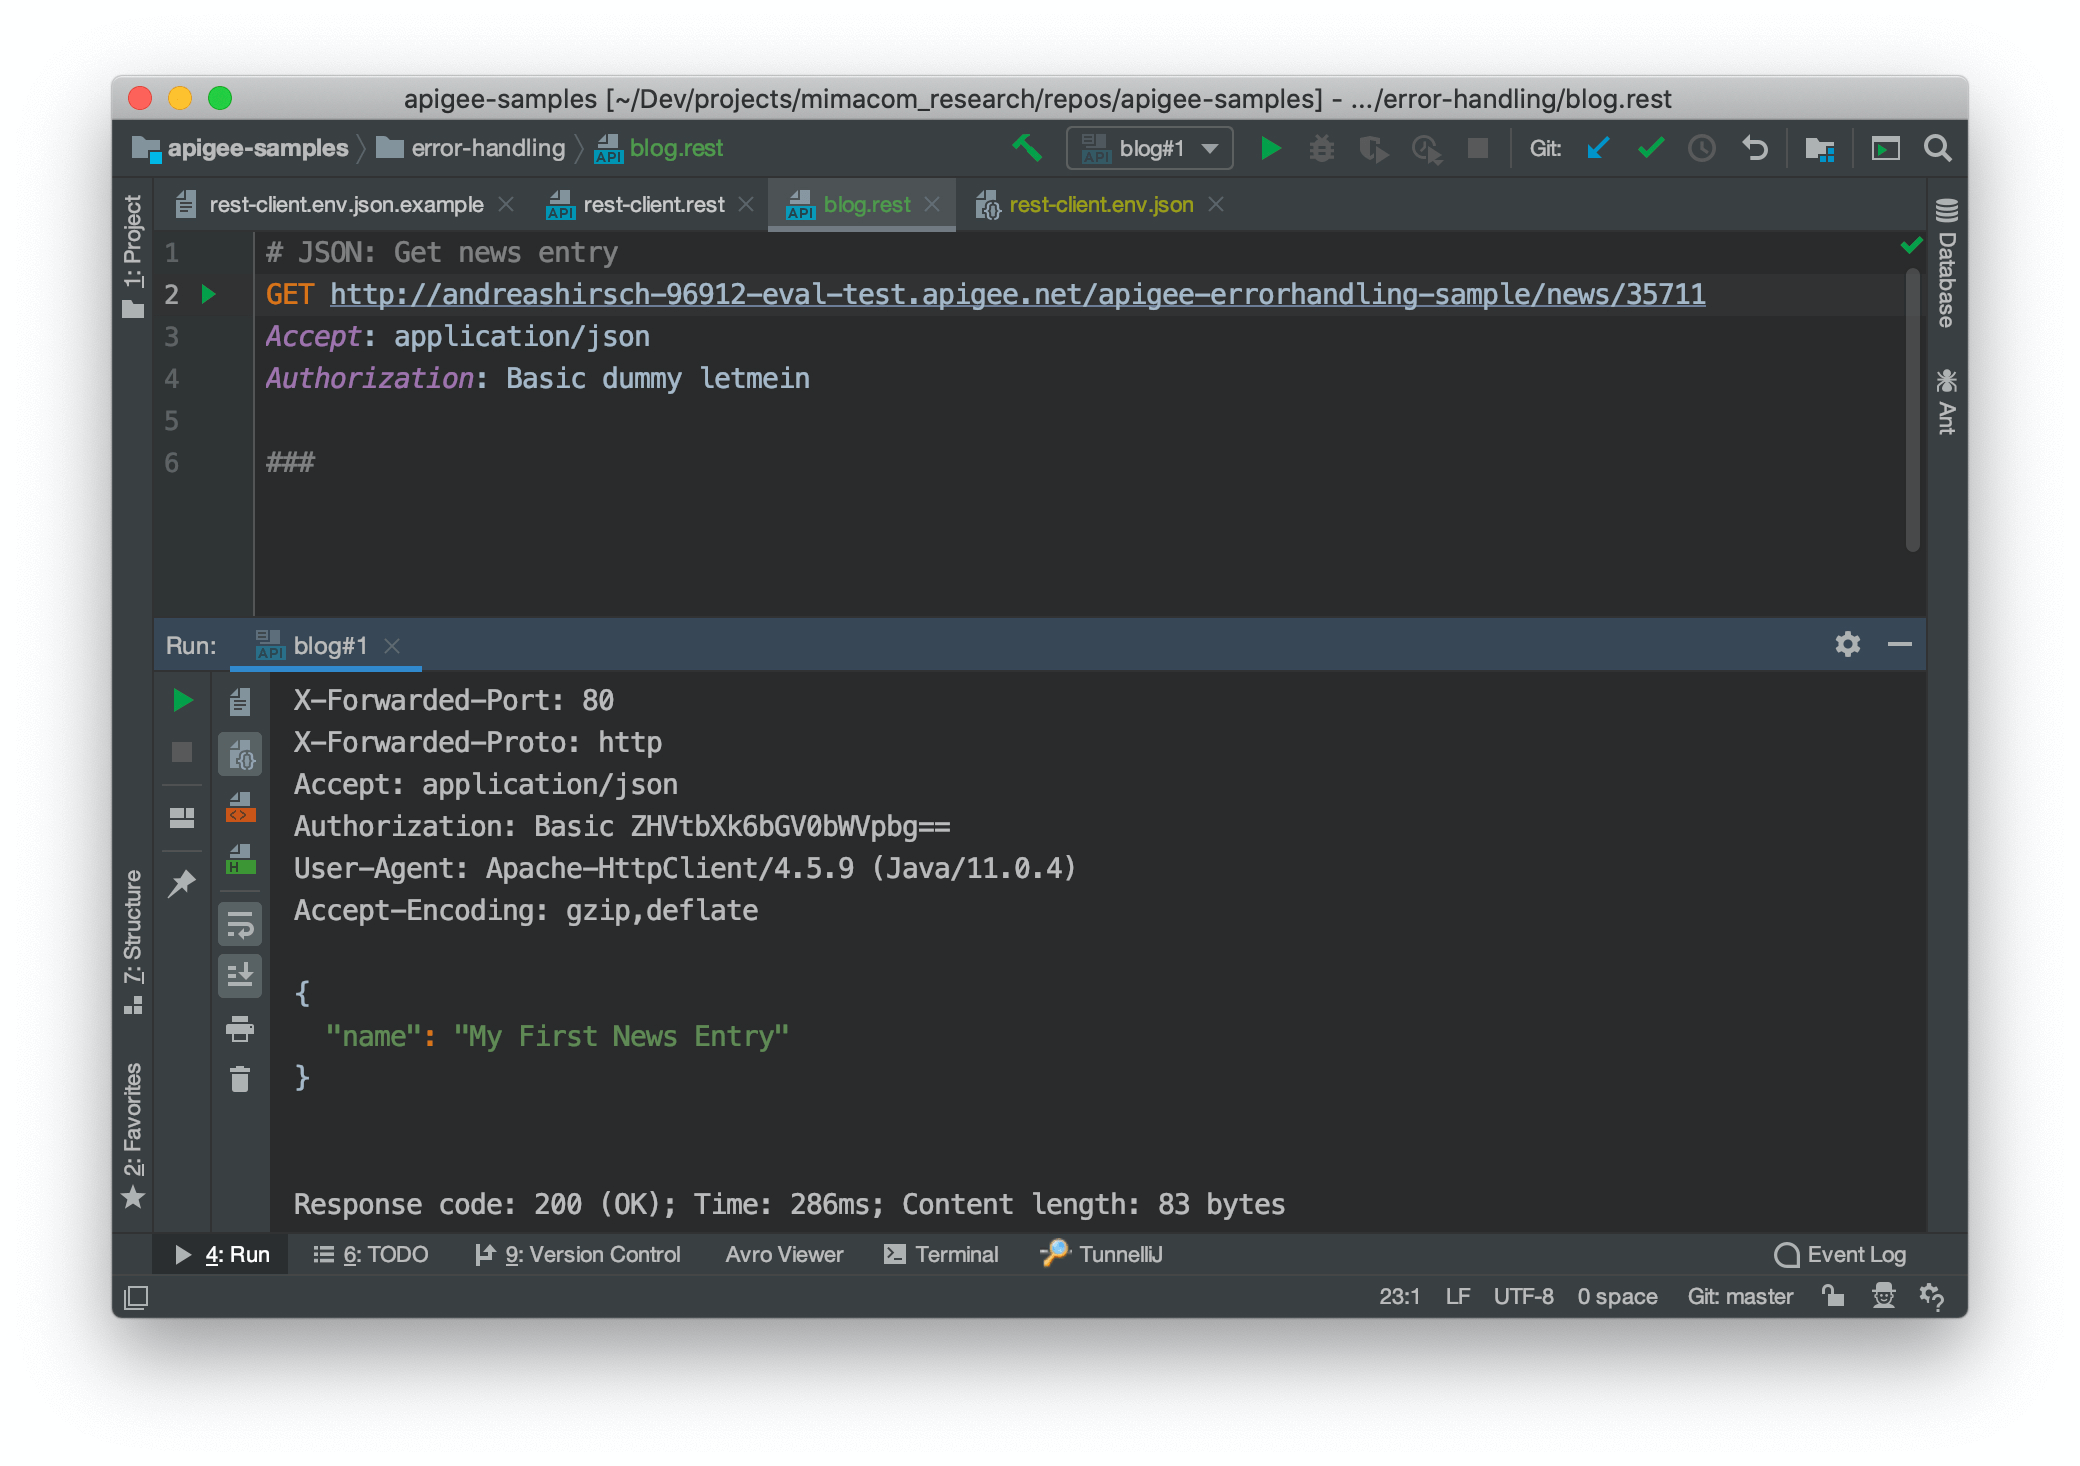 apigee-samples [~/Dev/projects/mimacom_research/repos/apigee-samples] - .../error-handling/blog.rest
apigee-samples error-handling API blog.rest API blog#1 Git:
rest-client.env.json.example API rest-client.rest API blog.rest rest-client.env.json
1: Project
Database
Ant
1 # JSON: Get news entry
2 GET http://andreashirsch-96912-eval-test.apigee.net/apigee-errorhandling-sample/news/35711
3 Accept: application/json
4 Authorization: Basic dummy letmein
5
6 ###
Run: API blog#1
X-Forwarded-Port: 80
X-Forwarded-Proto: http
Accept: application/json
Authorization: Basic ZHVtbXk6bGV0bWVpbg==
User-Agent: Apache-HttpClient/4.5.9 (Java/11.0.4)
Accept-Encoding: gzip,deflate
{
"name": "My First News Entry"
}
Response code: 200 (OK); Time: 286ms; Content length: 83 bytes
7: Structure
2: Favorites
4: Run 6: TODO 9: Version Control Avro Viewer Terminal TunnelliJ Event Log
23:1 LF UTF-8 0 space Git: master